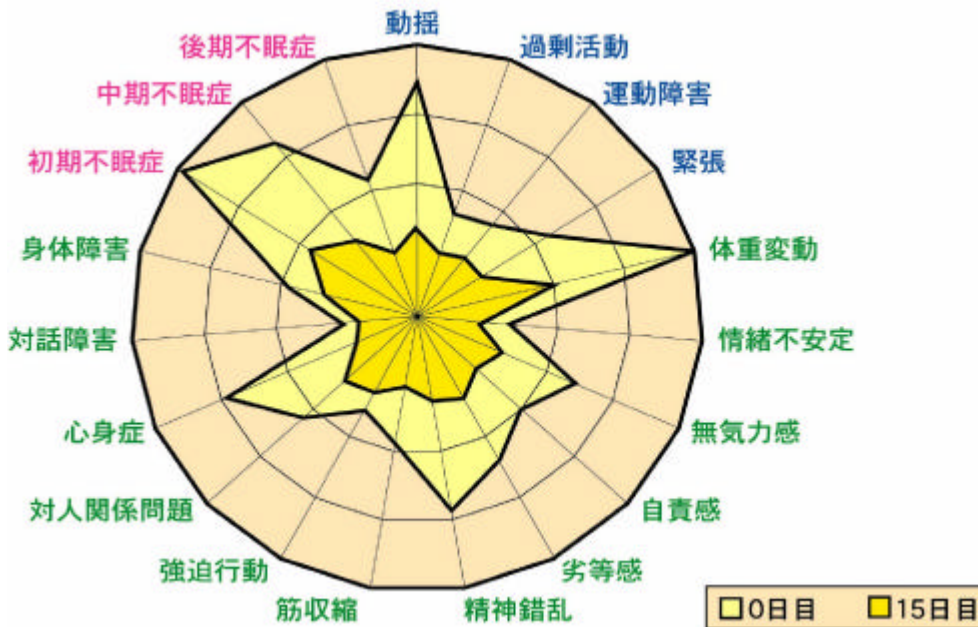 動揺
過剰活動
運動障害
緊張
体重変動
情緒不安定
無気力感
自責感
劣等感
精神錯乱
筋収縮
強迫行動
対人関係問題
心身症
対話障害
身体障害
初期不眠症
中期不眠症
後期不眠症
0日目 15日目